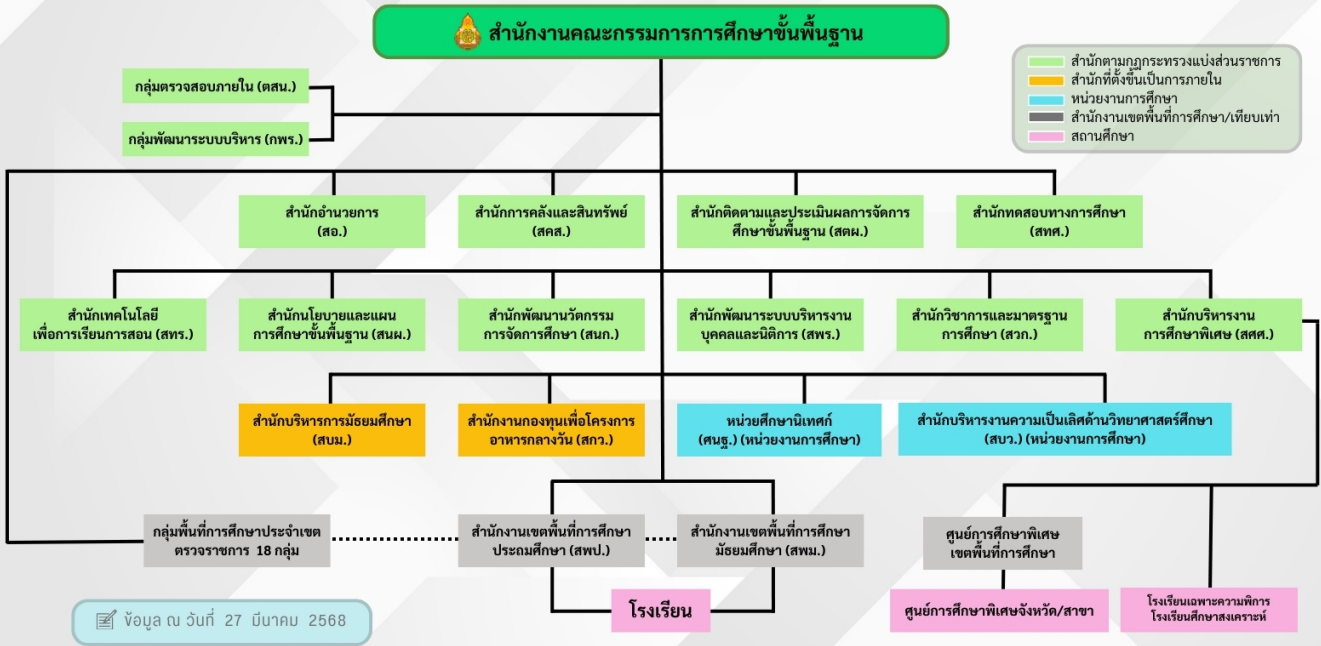 สำนักงานคณะกรรมการการศึกษาขั้นพื้นฐาน
สำนักตามกฎกระทรวงแบ่งส่วนราชการ
สำนักที่ตั้งขึ้นเป็นการภายใน
หน่วยงานการศึกษา
สำนักงานเขตพื้นที่การศึกษา/เทียบเท่า
สถานศึกษา
กลุ่มตรวจสอบภายใน (ตสน.)
กลุ่มพัฒนาระบบบริหาร (กพร.)
สำนักอำนวยการ
(สอ.)
สำนักการคลังและสินทรัพย์
(สคส.)
สำนักติดตามและประเมินผลการจัดการ
ศึกษาขั้นพื้นฐาน (สตผ.)
สำนักทดสอบทางการศึกษา
(สทศ.)
สำนักเทคโนโลยี
เพื่อการเรียนการสอน (สทร.)
สำนักนโยบายและแผน
การศึกษาขั้นพื้นฐาน (สนผ.)
สำนักพัฒนานวัตกรรม
การจัดการศึกษา (สนก.)
สำนักพัฒนาระบบบริหารงาน
บุคคลและนิติการ (สพร.)
สำนักวิชาการและมาตรฐาน
การศึกษา (สวก.)
สำนักบริหารงาน
การศึกษาพิเศษ (สศศ.)
สำนักบริหารการมัธยมศึกษา
(สบม.)
สำนักงานกองทุนเพื่อโครงการ
อาหารกลางวัน (สกว.)
หน่วยศึกษานิเทศก์
(ศนฐ.) (หน่วยงานการศึกษา)
สำนักบริหารงานความเป็นเลิศด้านวิทยาศาสตร์ศึกษา
(สบว.) (หน่วยงานการศึกษา)
กลุ่มพื้นที่การศึกษาประจำเขต
ตรวจราชการ 18 กลุ่ม
สำนักงานเขตพื้นที่การศึกษา
ประถมศึกษา (สพป.)
สำนักงานเขตพื้นที่การศึกษา
มัธยมศึกษา (สพม.)
ศูนย์การศึกษาพิเศษ
เขตพื้นที่การศึกษา
โรงเรียน
ศูนย์การศึกษาพิเศษจังหวัด/สาขา
โรงเรียนเฉพาะความพิการ
โรงเรียนศึกษาสงเคราะห์
ข้อมูล ณ วันที่ 27 มีนาคม 2568